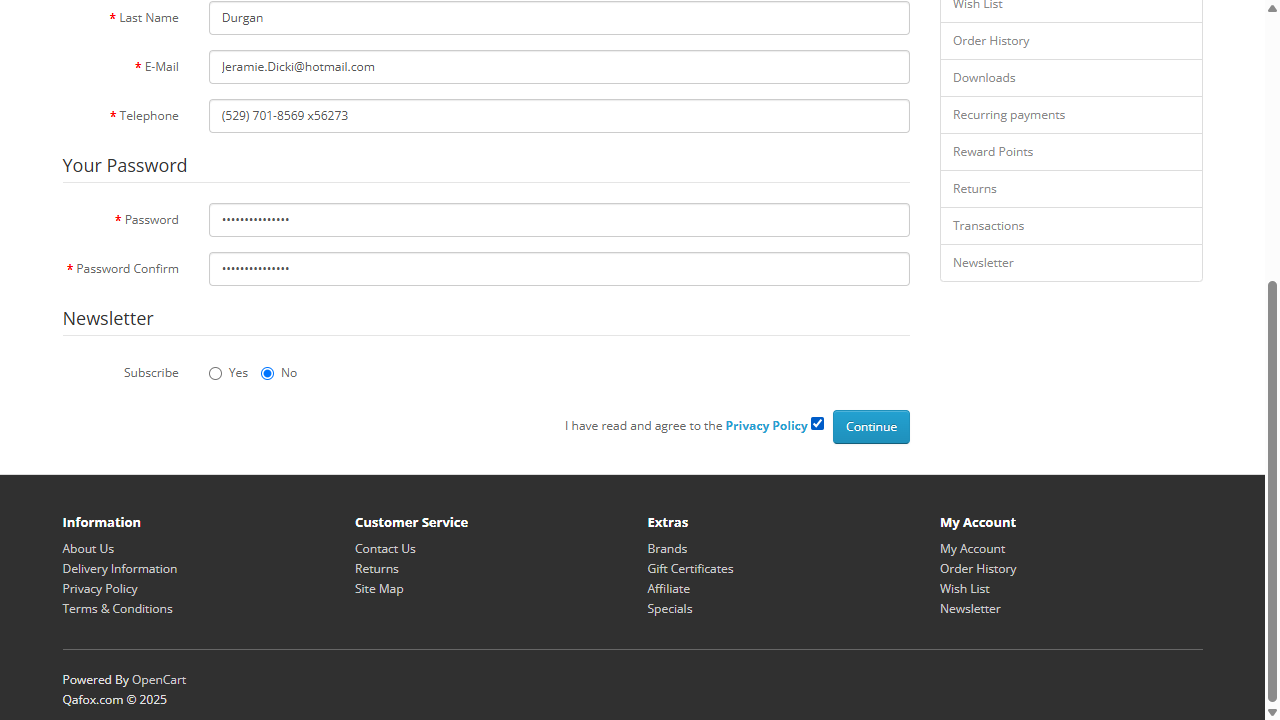 * Last Name Durgan
* E-Mail Jeramie.Dicki@hotmail.com
* Telephone (529) 701-8569 x56273
Your Password
* Password •••••••••••••••
* Password Confirm •••••••••••••••
Newsletter
Subscribe Yes No
I have read and agree to the Privacy Policy Continue
Wish List
Order History
Downloads
Recurring payments
Reward Points
Returns
Transactions
Newsletter
Information
About Us
Delivery Information
Privacy Policy
Terms & Conditions
Customer Service
Contact Us
Returns
Site Map
Extras
Brands
Gift Certificates
Affiliate
Specials
My Account
My Account
Order History
Wish List
Newsletter
Powered By OpenCart
Qafox.com © 2025